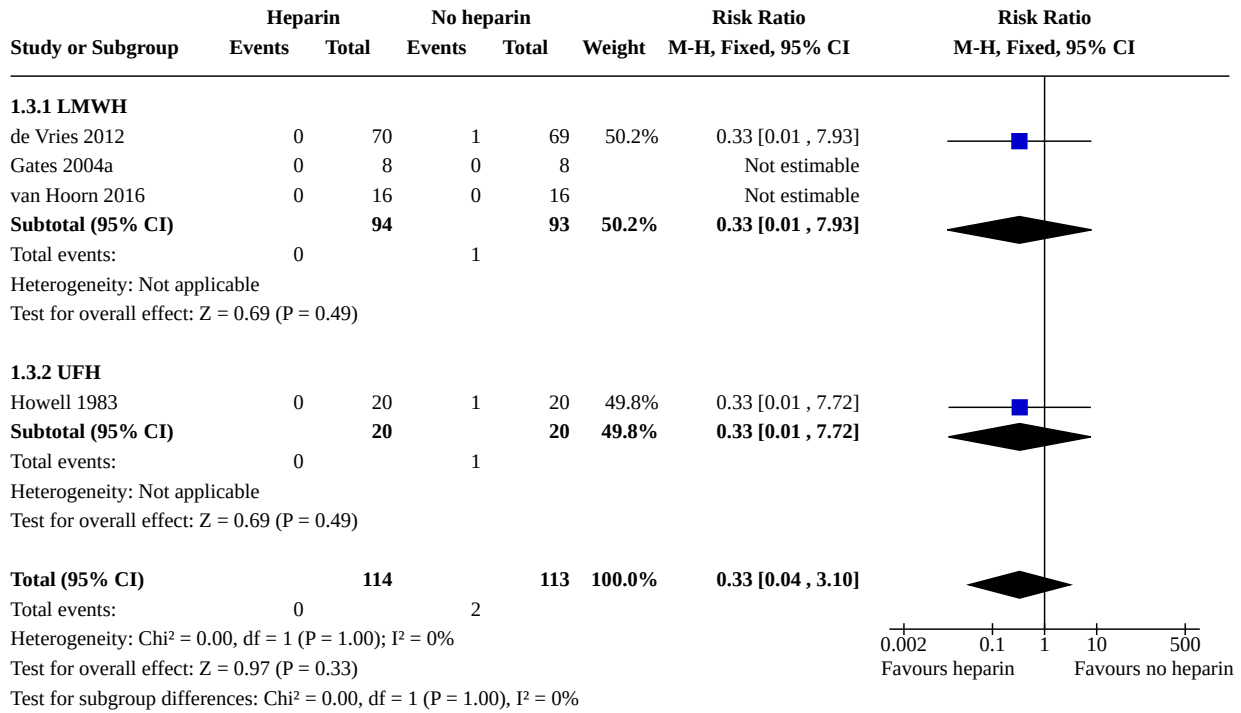 Heparin No heparin Risk Ratio Risk Ratio
Study or Subgroup Events Total Events Total Weight M-H, Fixed, 95% CI M-H, Fixed, 95% CI
1.3.1 LMWH
de Vries 2012 0 70 1 69 50.2% 0.33 [0.01 , 7.93]
Gates 2004a 0 8 0 8 Not estimable
van Hoorn 2016 0 16 0 16 Not estimable
Subtotal (95% CI) 94 93 50.2% 0.33 [0.01 , 7.93]
Total events: 0 1
Heterogeneity: Not applicable
Test for overall effect: Z = 0.69 (P = 0.49)
1.3.2 UFH
Howell 1983 0 20 1 20 49.8% 0.33 [0.01 , 7.72]
Subtotal (95% CI) 20 20 49.8% 0.33 [0.01 , 7.72]
Total events: 0 1
Heterogeneity: Not applicable
Test for overall effect: Z = 0.69 (P = 0.49)
Total (95% CI) 114 113 100.0% 0.33 [0.04 , 3.10]
Total events: 0 2
Heterogeneity: Chi² = 0.00, df = 1 (P = 1.00); I² = 0%
0.002 0.1 1 10 500
Test for overall effect: Z = 0.97 (P = 0.33)
Favours heparin Favours no heparin
Test for subgroup differences: Chi² = 0.00, df = 1 (P = 1.00), I² = 0%